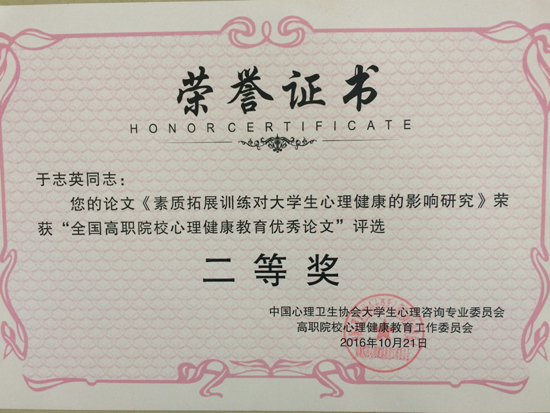 荣誉证书
HONOR CERTIFICATE
于志英同志：
您的论文《素质拓展训练对大学生心理健康的影响研究》荣
获“全国高职院校心理健康教育优秀论文”评选
二等奖
中国心理卫生协会大学生心理咨询专业委员会
高职院校心理健康教育工作委员会
2016年10月21日